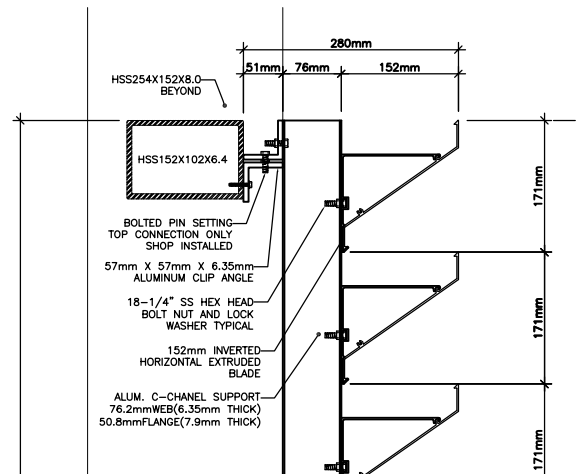 280mm
51mm 76mm 152mm
HSS254X152X8.0
BEYOND
HSS152X102X6.4
171mm
BOLTED PIN SETTING
TOP CONNECTION ONLY
SHOP INSTALLED
57mm X 57mm X 6.35mm
ALUMINUM CLIP ANGLE
18-1/4" SS HEX HEAD
BOLT NUT AND LOCK
WASHER TYPICAL
171mm
152mm INVERTED
HORIZONTAL EXTRUDED
BLADE
ALUM. C-CHANEL SUPPORT
76.2mmWEB(6.35mm THICK)
50.8mmFLANGE(7.9mm THICK)
171mm